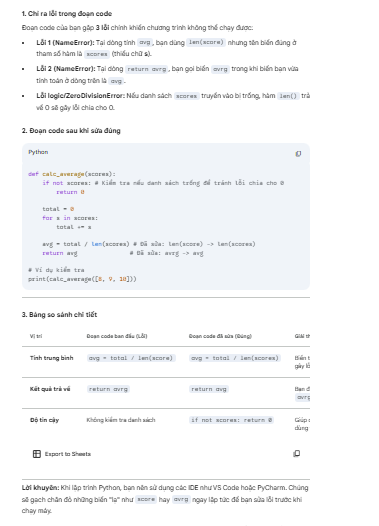 1. Chỉ ra lỗi trong đoạn code
Đoạn code của bạn gặp 3 lỗi chính khiến chương trình không thể chạy được:
• Lỗi 1 (NameError): Tại dòng tính avg, bạn dùng len(score) nhưng tên biến đúng ở
tham số hàm là scores (thiếu chữ s).
• Lỗi 2 (NameError): Tại dòng return avrg, bạn gọi biến avrg trong khi biến bạn vừa
tính toán ở dòng trên là avg.
• Lỗi logic/ZeroDivisionError: Nếu danh sách scores truyền vào bị trống, hàm len() trả
về 0 sẽ gây lỗi chia cho 0.
2. Đoạn code sau khi sửa đúng
Python
def calc_average(scores):
if not scores: # Kiểm tra nếu danh sách trống để tránh lỗi chia cho 0
return 0
total = 0
for s in scores:
total += s
avg = total / len(scores) # Đã sửa: len(score) -> len(scores)
return avg # Đã sửa: avrg -> avg
# Ví dụ kiểm tra
print(calc_average([8, 9, 10]))
3. Bảng so sánh chi tiết
Vị trí Đoạn code ban đầu (Lỗi) Đoạn code đã sửa (Đúng) Giải th
Tính trung bình avg = total / len(score) avg = total / len(scores) Biến t
gây lỗ
Kết quả trả về return avrg return avg Bạn đ
avrg
Độ tin cậy Không kiểm tra danh sách if not scores: return 0 Giúp c
dùng
Export to Sheets
Lời khuyên: Khi lập trình Python, bạn nên sử dụng các IDE như VS Code hoặc PyCharm. Chúng
sẽ gạch chân đỏ những biến "lạ" như score hay avrg ngay lập tức để bạn sửa lỗi trước khi
chạy máy.